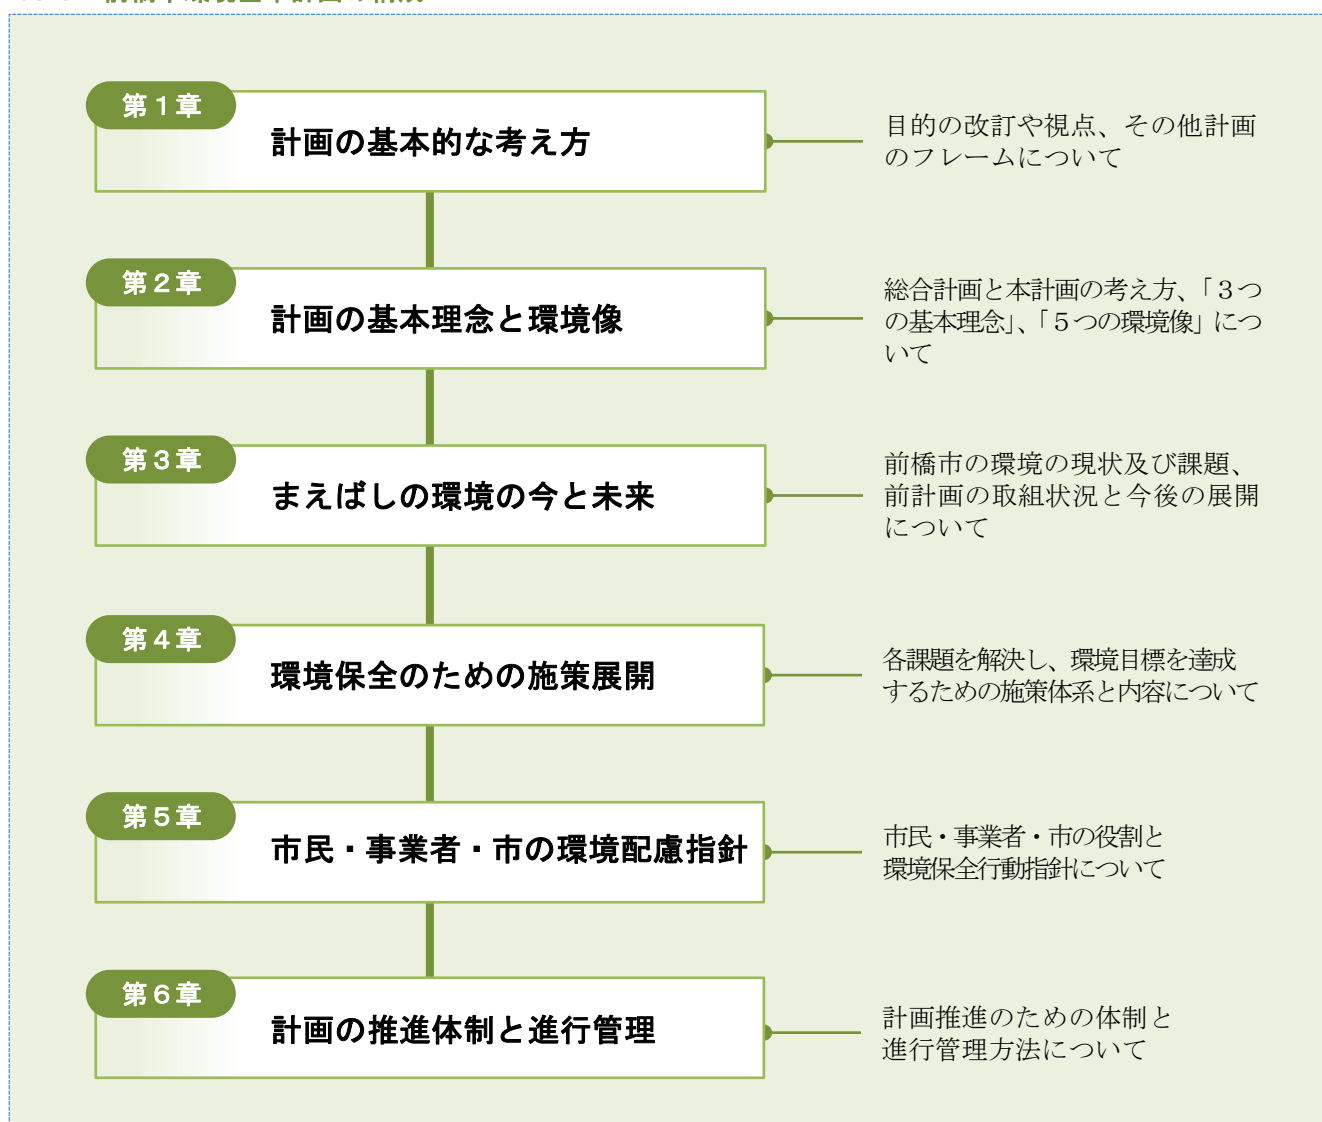 第１章
計画の基本的な考え方
目的の改訂や視点、その他計画
のフレームについて
第２章
計画の基本理念と環境像
総合計画と本計画の考え方、「３つ
の基本理念」、「５つの環境像」につ
いて
第３章
まえばしの環境の今と未来
前橋市の環境の現状及び課題、
前計画の取組状況と今後の展開
について
第４章
環境保全のための施策展開
各課題を解決し、環境目標を達成
するための施策体系と内容について
第５章
市民・事業者・市の環境配慮指針
市民・事業者・市の役割と
環境保全行動指針について
第６章
計画の推進体制と進行管理
計画推進のための体制と
進行管理方法について